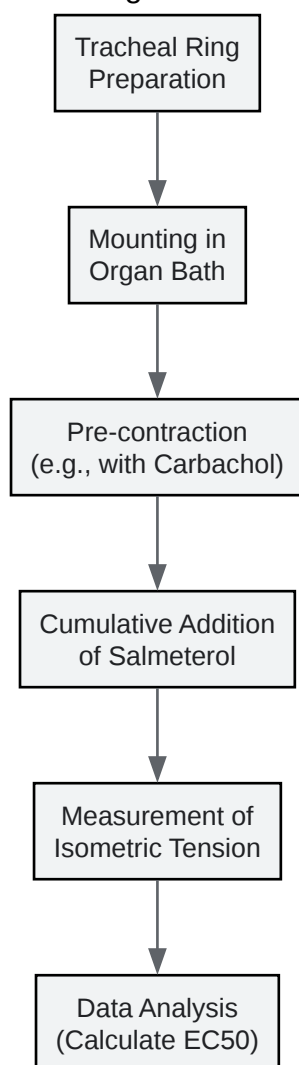 Tracheal Ring
Preparation
Mounting in
Organ Bath
Pre-contraction
(e.g., with Carbachol)
Cumulative Addition
of Salmeterol
Measurement of
Isometric Tension
Data Analysis
(Calculate EC50)